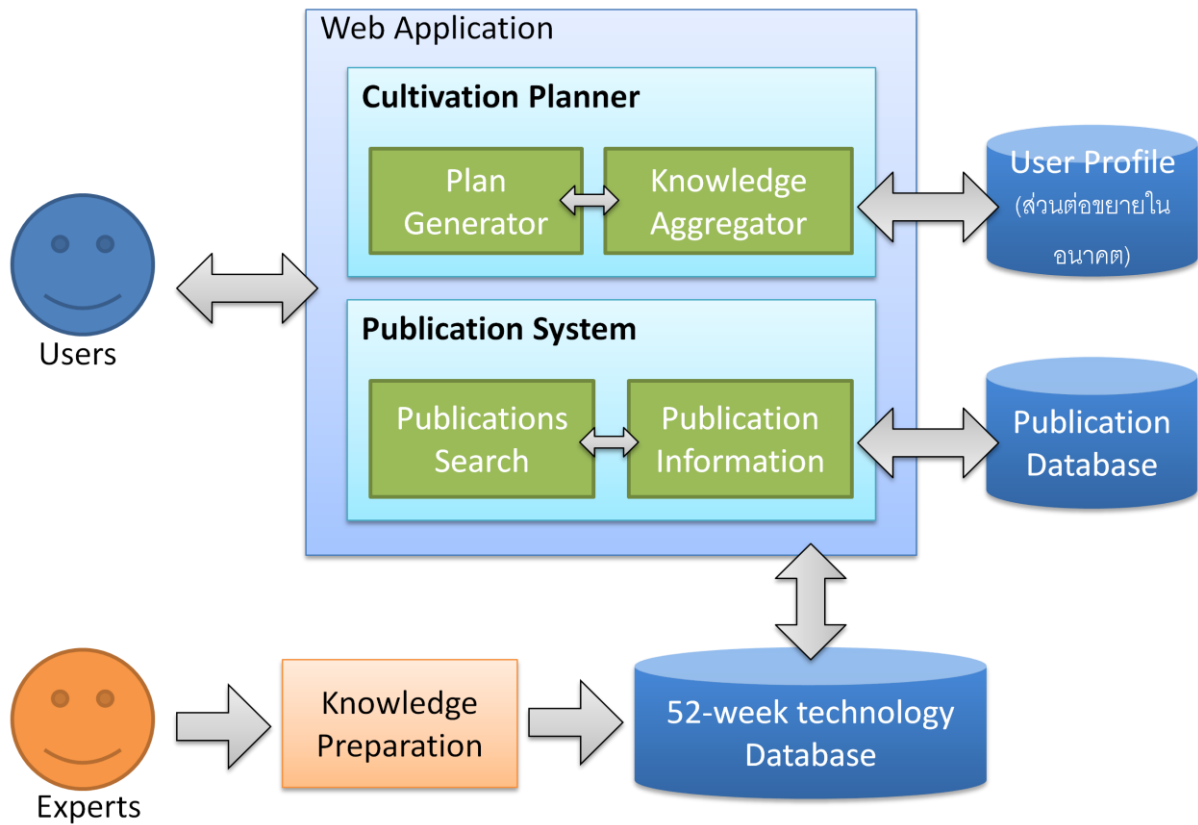 Web Application
Cultivation Planner
Plan
Generator
Knowledge
Aggregator
User Profile
(ส่วนต่อขยายใน
อนาคต)
Users
Publication System
Publications
Search
Publication
Information
Publication
Database
Experts
Knowledge
Preparation
52-week technology
Database